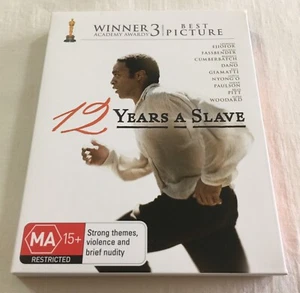 WINNER 3 BEST
ACADEMY AWARDS PICTURE
EJIOFOR
FASSBENDER
CUMBERBATCH
DANO
GIAMATTI
NYONG'O
PAULSON
PITT
WOODARD
12 YEARS A SLAVE
MA 15+
RESTRICTED
Strong themes,
violence and
brief nudity